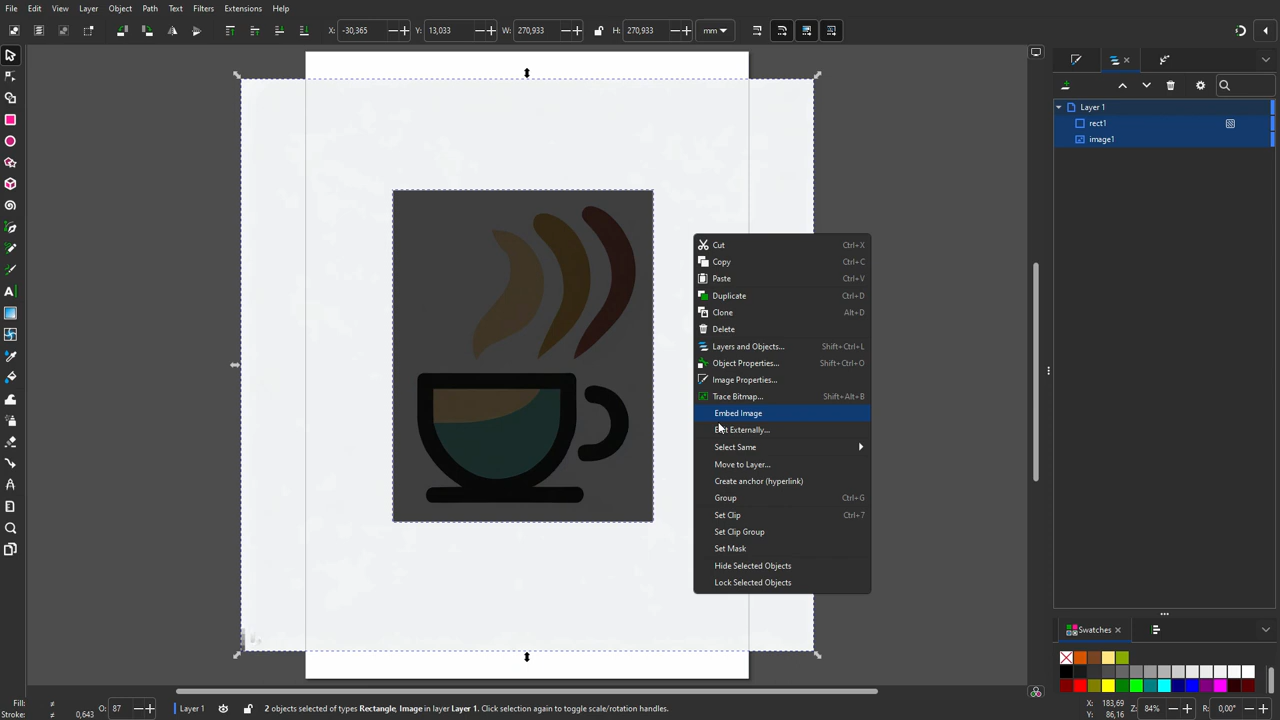 File Edit View Layer Object Path Text Filters Extensions Help
X: -30,365 Y: 13,033 W: 270,933 H: 270,933 mm
Layer 1
rect1
image1
Cut Ctrl+X
Copy Ctrl+C
Paste Ctrl+V
Duplicate Ctrl+D
Clone Alt+D
Delete
Layers and Objects... Shift+Ctrl+L
Object Properties... Shift+Ctrl+O
Image Properties...
Trace Bitmap... Shift+Alt+B
Embed Image
Externally...
Select Same
Move to Layer...
Create anchor (hyperlink)
Group Ctrl+G
Set Clip Ctrl+7
Set Clip Group
Set Mask
Hide Selected Objects
Lock Selected Objects
Swatches
0,643 O: 87 Layer 1 2 objects selected of types Rectangle, Image in layer Layer 1. Click selection again to toggle scale/rotation handles.
X: 183,69
Y: 86,16
Z: 84% R: 0,00°